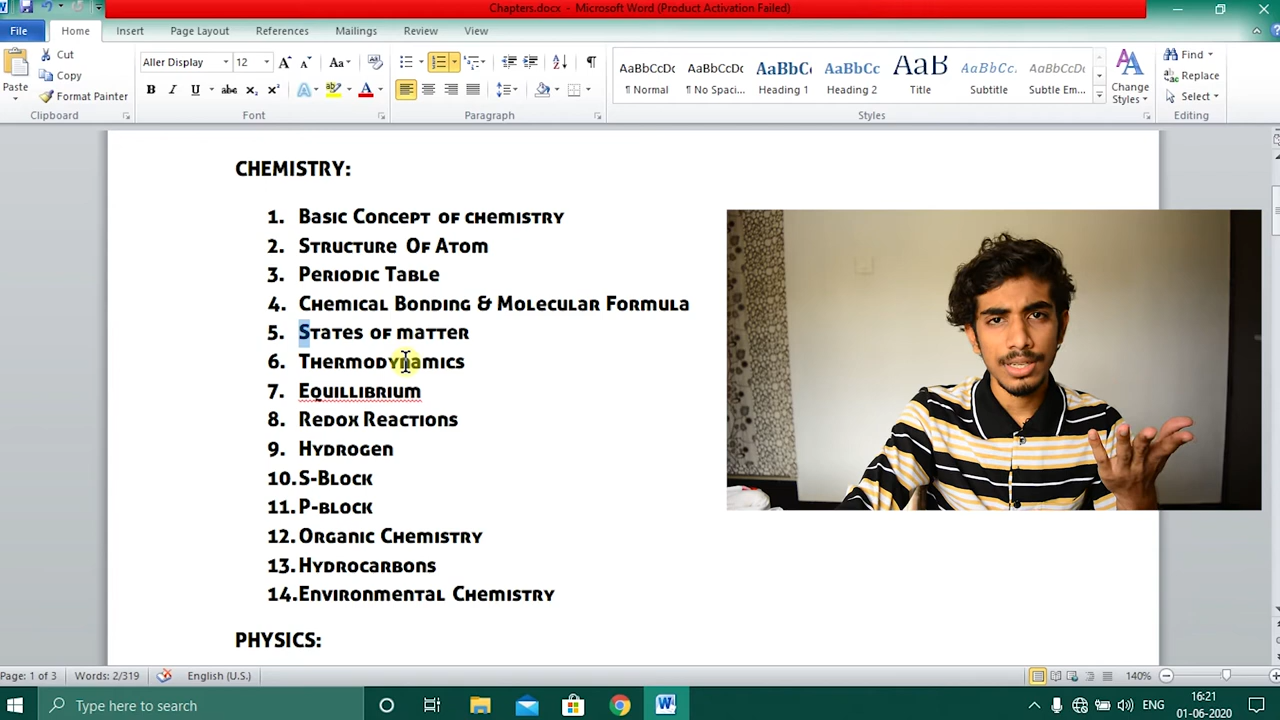 Chapters.docx - Microsoft Word (Product Activation Failed)
File Home Insert Page Layout References Mailings Review View
Paste Cut Copy Format Painter Clipboard
Aller Display 12 Aa B I U abc x₂ x² A Font
Paragraph
AaBbCcDc AaBbCcDc AaBbC AaBbCc AaB AaBbCc. AaBbCcDc
¶ Normal ¶ No Spaci... Heading 1 Heading 2 Title Subtitle Subtle Em...
Styles
Change Styles
Find Replace Select Editing
CHEMISTRY:
1. Basic Concept of chemistry
2. Structure Of Atom
3. Periodic Table
4. Chemical Bonding & Molecular Formula
5. States of matter
6. Thermodynamics
7. Equillibrium
8. Redox Reactions
9. Hydrogen
10. S-Block
11. P-block
12. Organic Chemistry
13. Hydrocarbons
14. Environmental Chemistry
PHYSICS:
Page: 1 of 3 Words: 2/319 English (U.S.) 140%
Type here to search ENG 16:21
01-06-2020